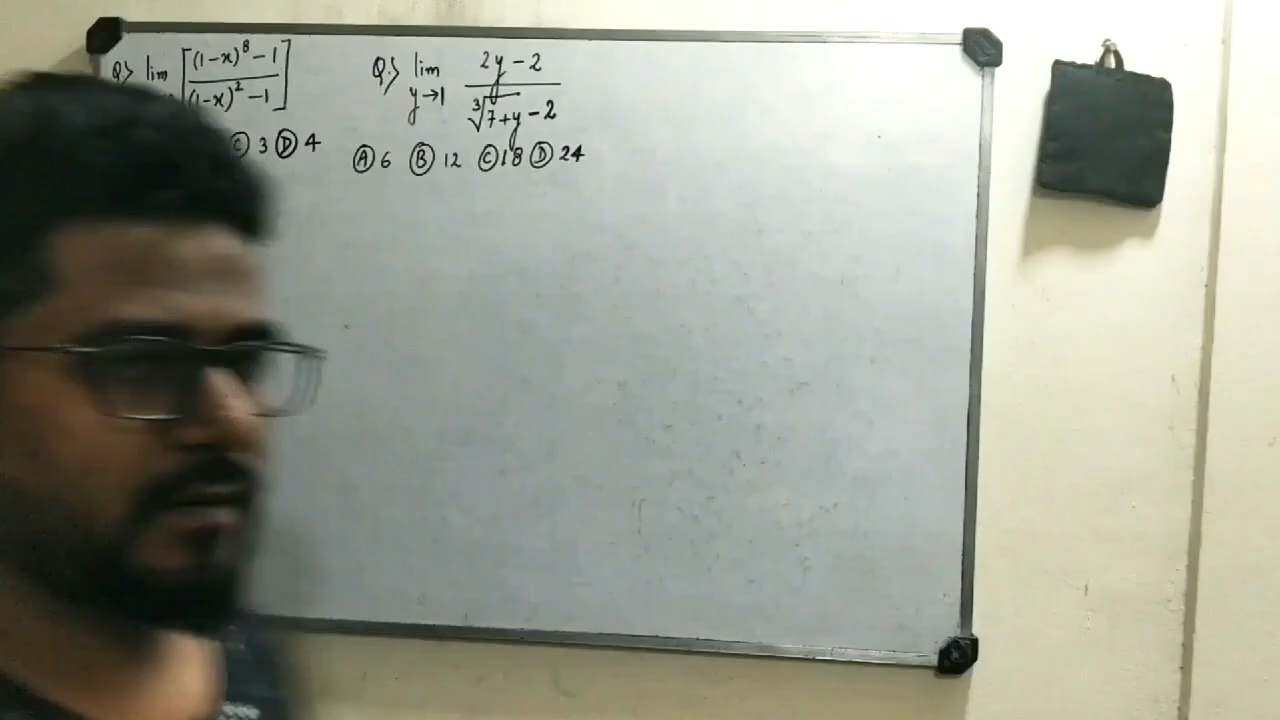 Q> lim [(1-x)^8 - 1 / (1-x)^2 - 1]
Ⓒ 3 Ⓓ 4
Q.> lim y→1 2y - 2 / ∛7+y - 2
Ⓐ 6 Ⓑ 12 Ⓒ 18 Ⓓ 24